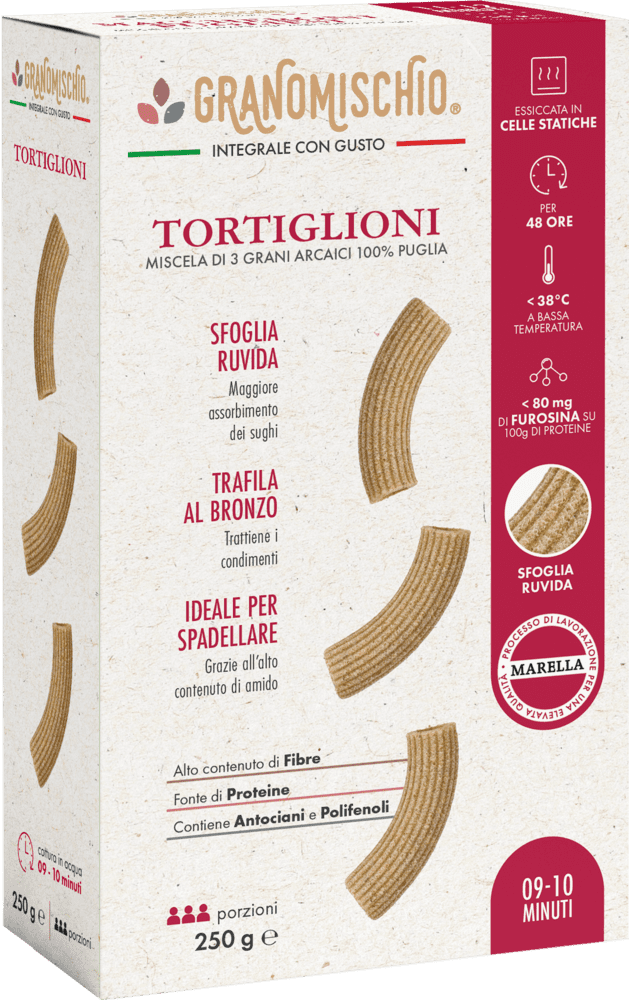 GRANOMISCHIO®
INTEGRALE CON GUSTO
TORTIGLIONI
MISCELA DI 3 GRANI ARCAICI 100% PUGLIA
SFOGLIA
RUVIDA
Maggiore
assorbimento
dei sughi
TRAFILA
AL BRONZO
Trattiene i
condimenti
IDEALE PER
SPADELLARE
Grazie all'alto
contenuto di amido
Alto contenuto di Fibre
Fonte di Proteine
Contiene Antociani e Polifenoli
porzioni
250 g e
ESSICCATA IN
CELLE STATICHE
PER
48 ORE
< 38°C
A BASSA
TEMPERATURA
< 80 mg
DI FUROSINA SU
100g DI PROTEINE
SFOGLIA
RUVIDA
PROCESSO DI LAVORAZIONE PER UNA ELEVATA QUALITÀ
MARELLA
09-10
MINUTI
GRANOMISCHIO®
INTEGRALE CON GUSTO
TORTIGLIONI
cottura in acqua
09 - 10 minuti
250 g e
porzioni